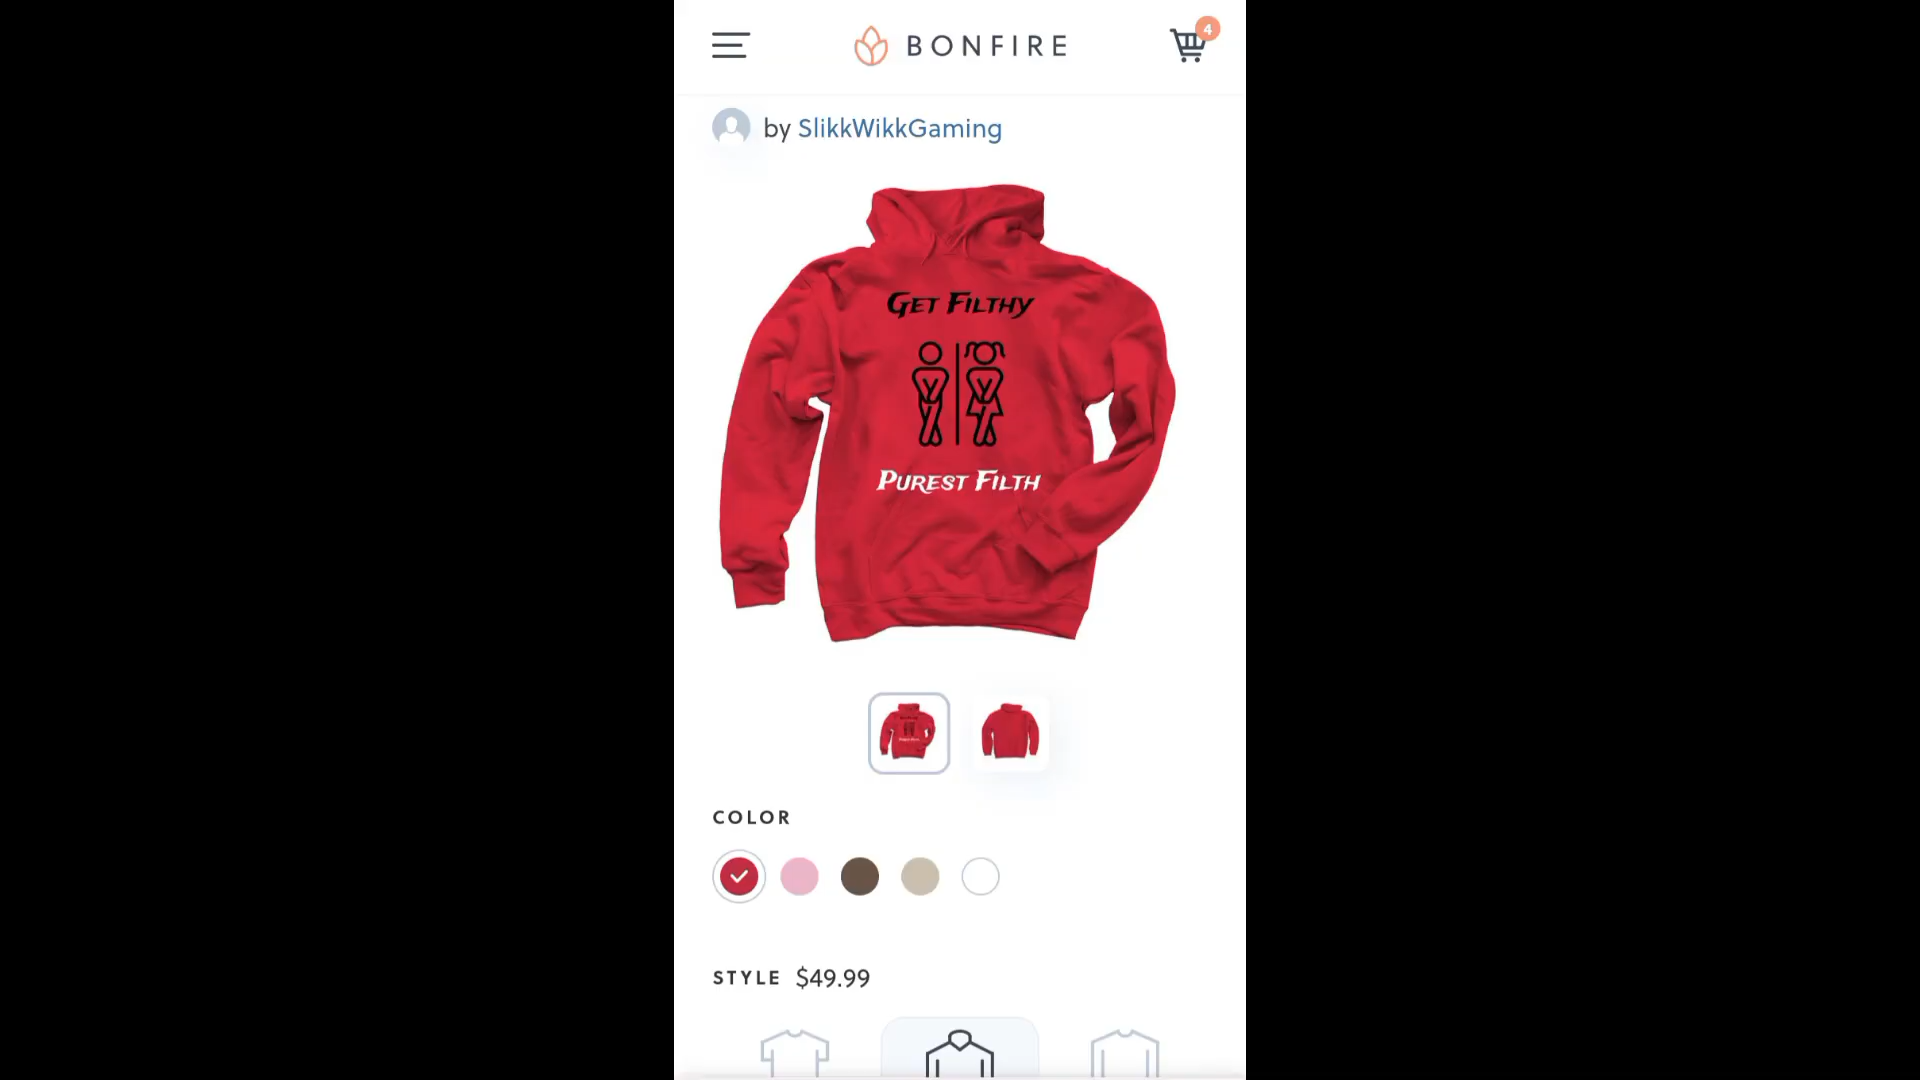 BONFIRE
4
by SlikkWikkGaming
GET FILTHY
PUREST FILTH
COLOR
STYLE $49.99